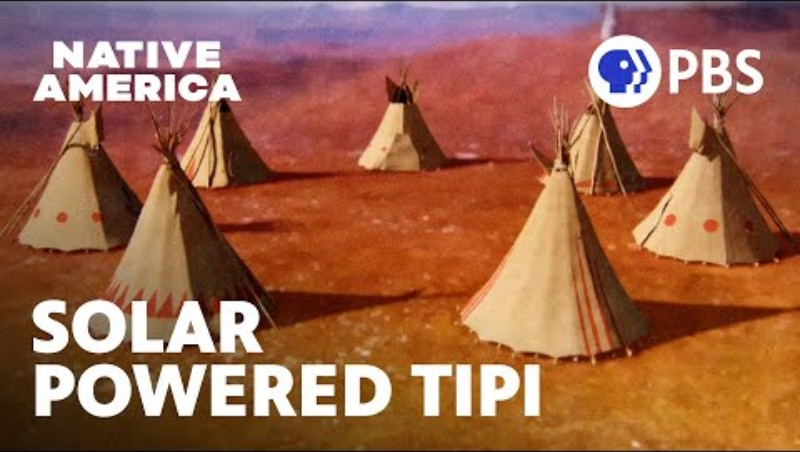 NATIVE
AMERICA
PBS
SOLAR
POWERED TIPI